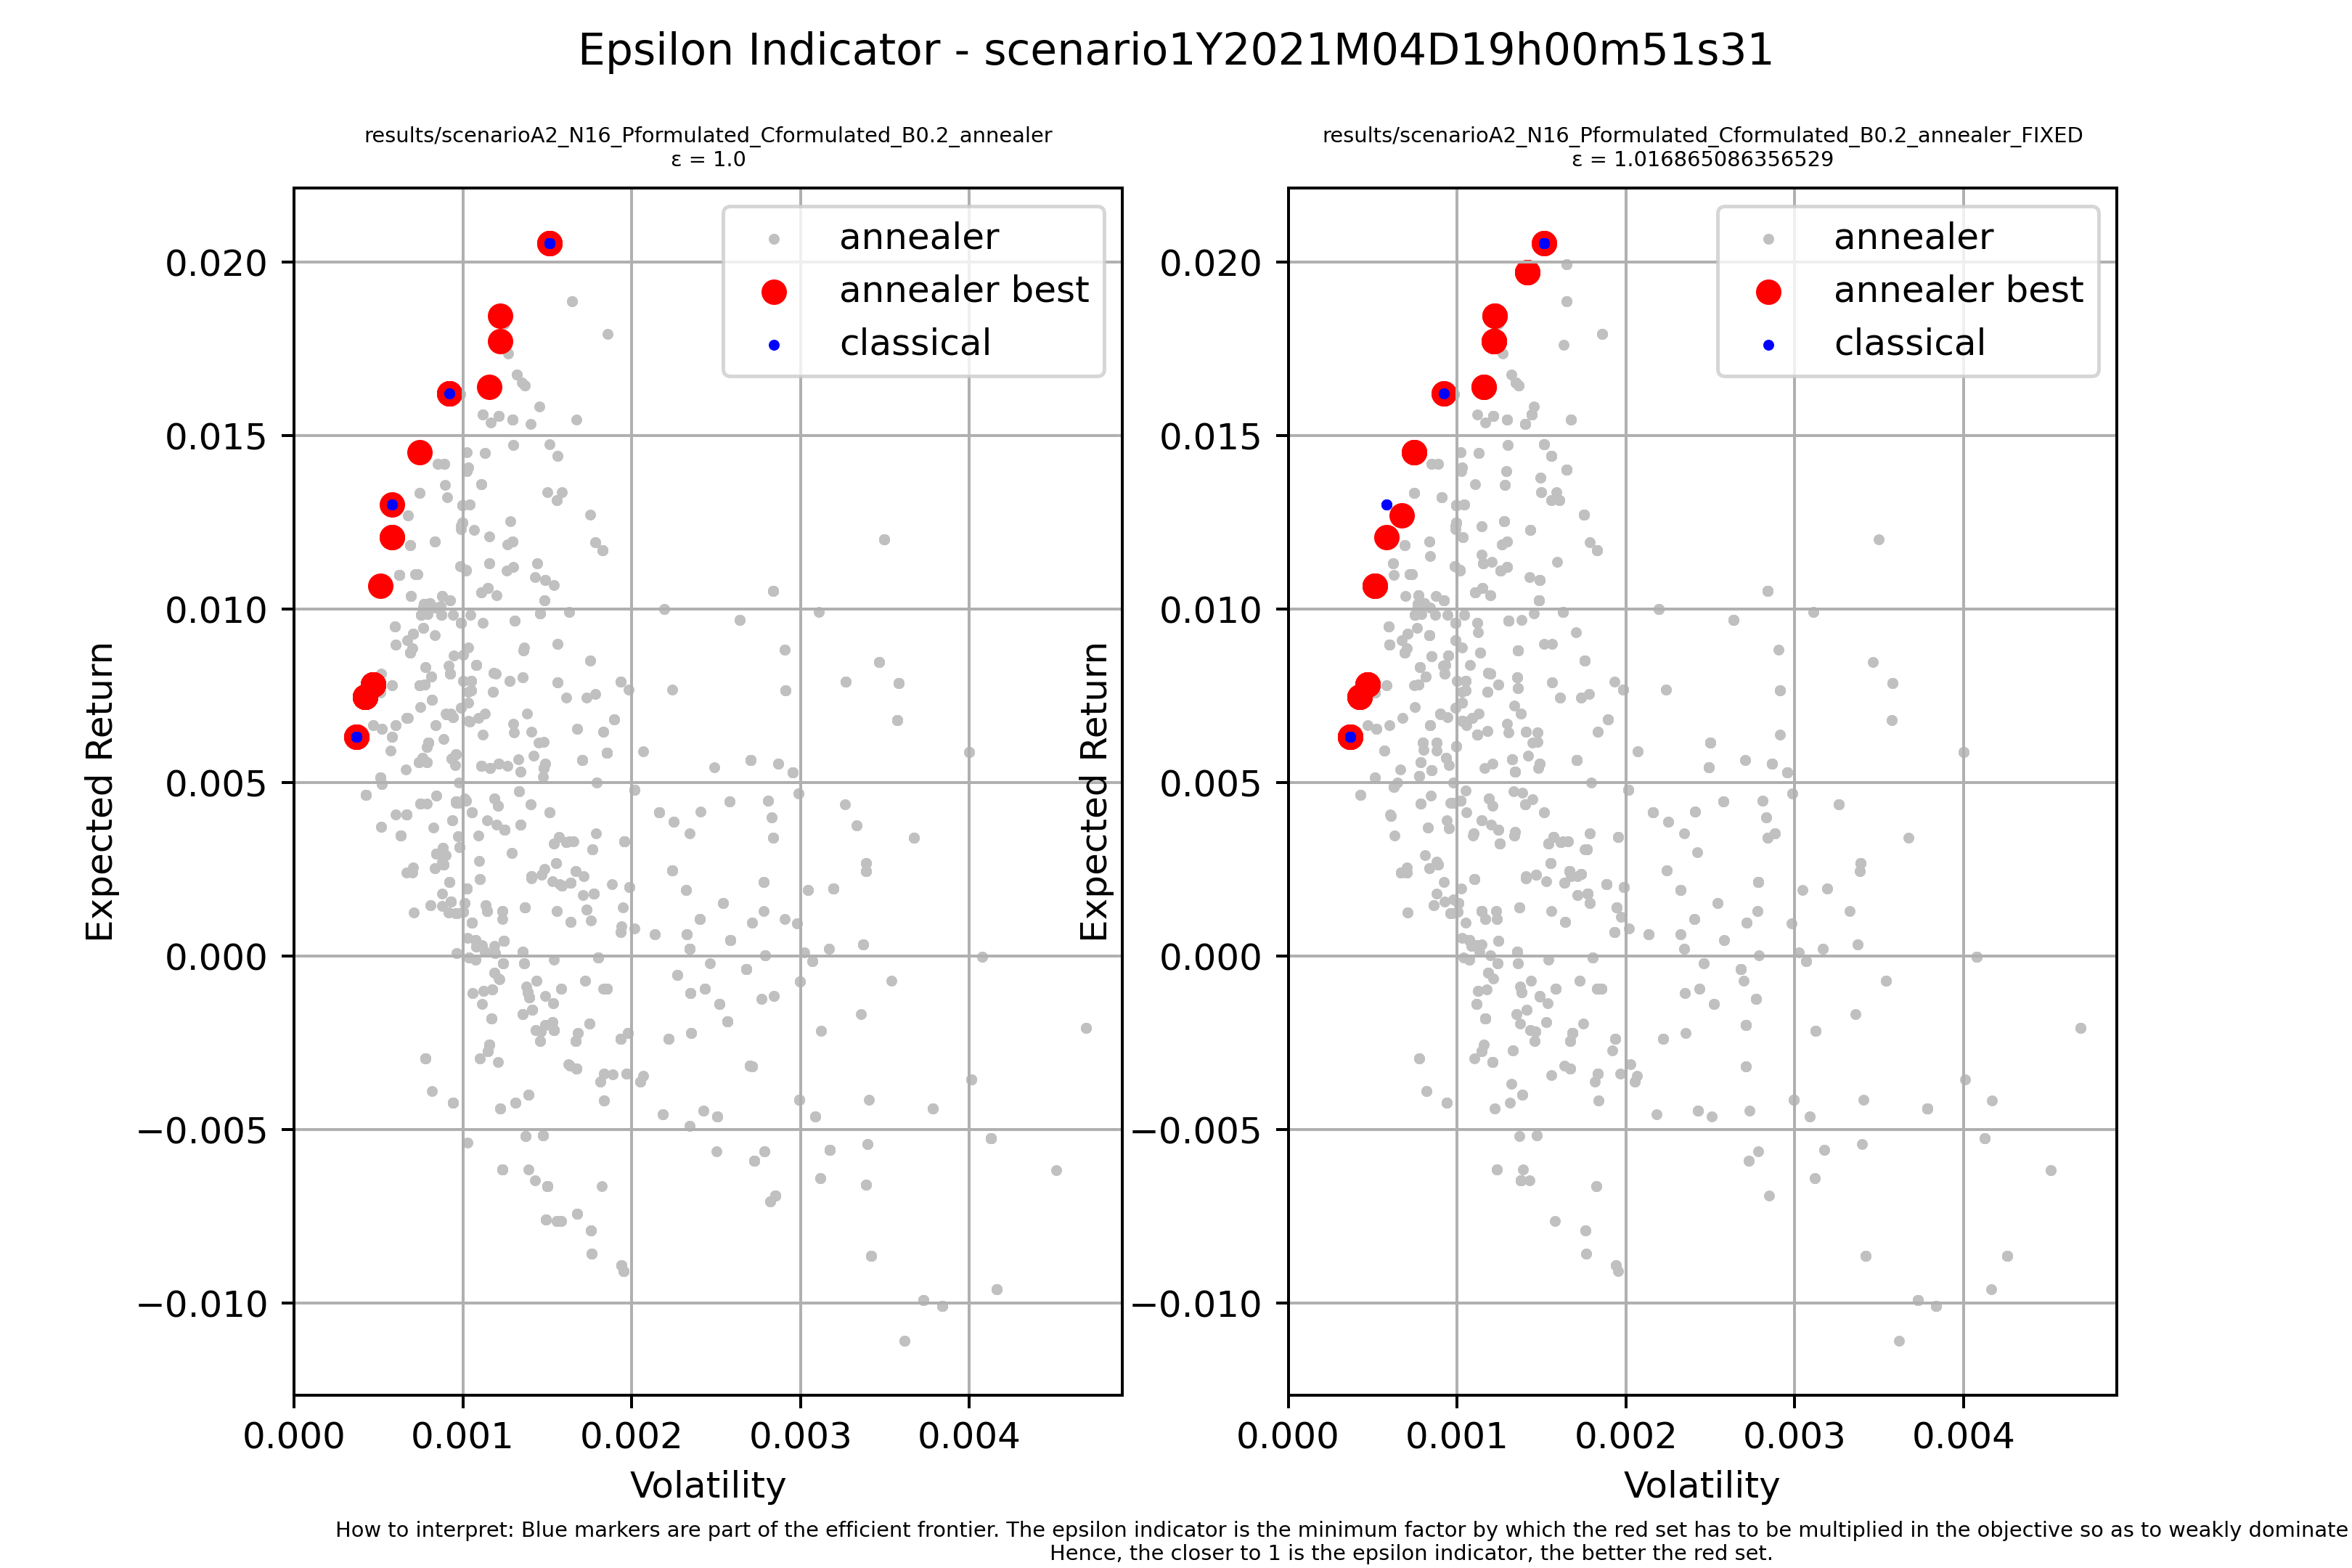 Epsilon Indicator - scenario1Y2021M04D19h00m51s31
results/scenarioA2_N16_Pformulated_Cformulated_B0.2_annealer
ε = 1.0
annealer
annealer best
classical
0.020
0.015
0.010
0.005
0.000
−0.005
−0.010
Expected Return
0.000 0.001 0.002 0.003 0.004
Volatility
results/scenarioA2_N16_Pformulated_Cformulated_B0.2_annealer_FIXED
ε = 1.016865086356529
annealer
annealer best
classical
0.020
0.015
0.010
0.005
0.000
−0.005
−0.010
Expected Return
0.000 0.001 0.002 0.003 0.004
Volatility
How to interpret: Blue markers are part of the efficient frontier. The epsilon indicator is the minimum factor by which the red set has to be multiplied in the objective so as to weakly dominate
Hence, the closer to 1 is the epsilon indicator, the better the red set.